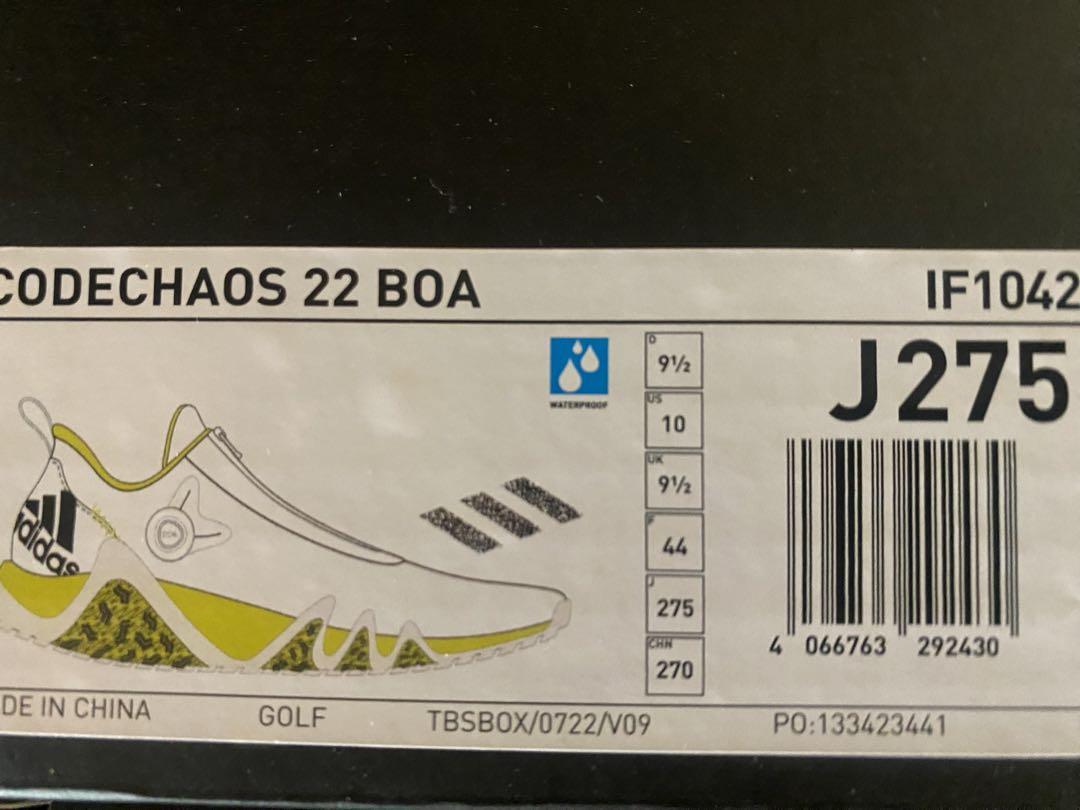 CODECHAOS 22 BOA
IF1042
J275
WATERPROOF
D
9½
US
10
UK
9½
F
44
J
275
CHN
270
adidas
4 066763 292430
DE IN CHINA
GOLF
TBSBOX/0722/V09
PO:133423441